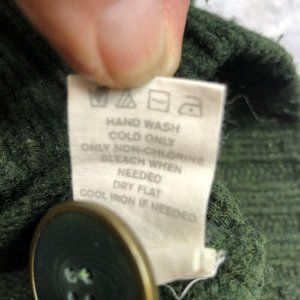 HAND WASH
COLD ONLY
ONLY NON-CHLORINE
BLEACH WHEN
NEEDED
DRY FLAT
COOL IRON IF NEEDED